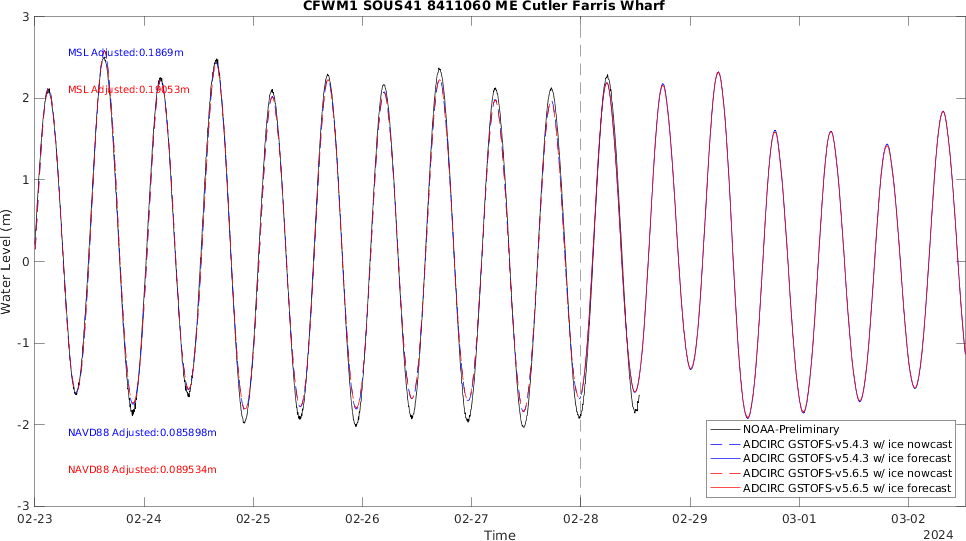 CFWM1 SOUS41 8411060 ME Cutler Farris Wharf
3
2
1
0
-1
-2
-3
Water Level (m)
MSL Adjusted:0.1869m
MSL Adjusted:0.19053m
NAVD88 Adjusted:0.085898m
NAVD88 Adjusted:0.089534m
NOAA-Preliminary
ADCIRC GSTOFS-v5.4.3 w/ ice nowcast
ADCIRC GSTOFS-v5.4.3 w/ ice forecast
ADCIRC GSTOFS-v5.6.5 w/ ice nowcast
ADCIRC GSTOFS-v5.6.5 w/ ice forecast
02-23 02-24 02-25 02-26 02-27 02-28 02-29 03-01 03-02
Time
2024